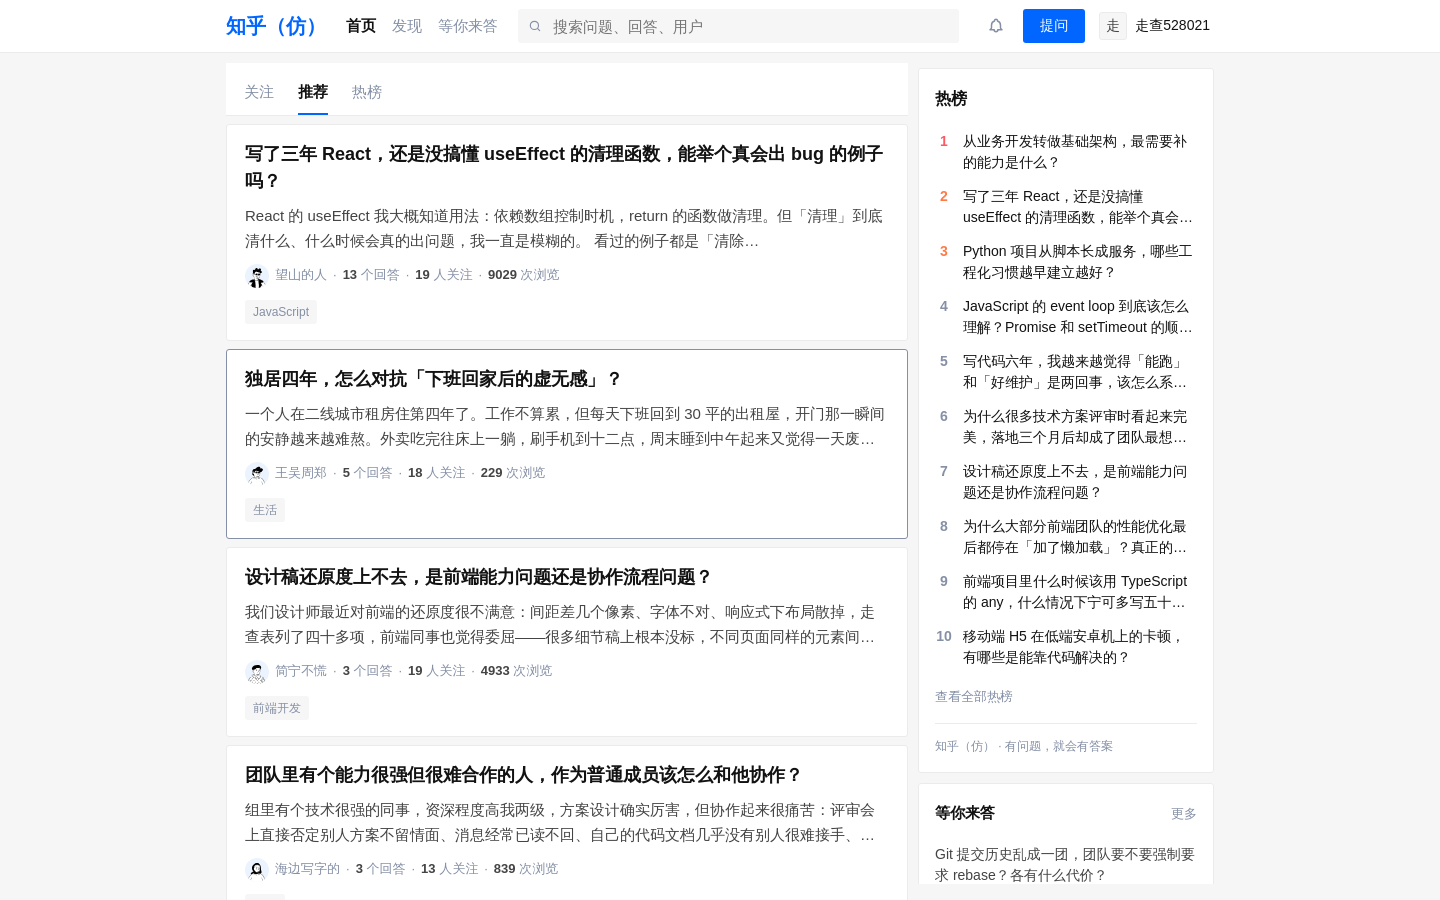 知乎（仿） 首页 发现 等你来答 搜索问题、回答、用户 提问 走 走查528021
关注 推荐 热榜
写了三年 React，还是没搞懂 useEffect 的清理函数，能举个真会出 bug 的例子
吗？
React 的 useEffect 我大概知道用法：依赖数组控制时机，return 的函数做清理。但「清理」到底
清什么、什么时候会真的出问题，我一直是模糊的。 看过的例子都是「清除…
望山的人 · 13 个回答 · 19 人关注 · 9029 次浏览
JavaScript
独居四年，怎么对抗「下班回家后的虚无感」？
一个人在二线城市租房住第四年了。工作不算累，但每天下班回到 30 平的出租屋，开门那一瞬间
的安静越来越难熬。外卖吃完往床上一躺，刷手机到十二点，周末睡到中午起来又觉得一天废…
王吴周郑 · 5 个回答 · 18 人关注 · 229 次浏览
生活
设计稿还原度上不去，是前端能力问题还是协作流程问题？
我们设计师最近对前端的还原度很不满意：间距差几个像素、字体不对、响应式下布局散掉，走
查表列了四十多项，前端同事也觉得委屈——很多细节稿上根本没标，不同页面同样的元素间…
简宁不慌 · 3 个回答 · 19 人关注 · 4933 次浏览
前端开发
团队里有个能力很强但很难合作的人，作为普通成员该怎么和他协作？
组里有个技术很强的同事，资深程度高我两级，方案设计确实厉害，但协作起来很痛苦：评审会
上直接否定别人方案不留情面、消息经常已读不回、自己的代码文档几乎没有别人很难接手、…
海边写字的 · 3 个回答 · 13 人关注 · 839 次浏览
热榜
1 从业务开发转做基础架构，最需要补
的能力是什么？
2 写了三年 React，还是没搞懂
useEffect 的清理函数，能举个真会…
3 Python 项目从脚本长成服务，哪些工
程化习惯越早建立越好？
4 JavaScript 的 event loop 到底该怎么
理解？Promise 和 setTimeout 的顺…
5 写代码六年，我越来越觉得「能跑」
和「好维护」是两回事，该怎么系…
6 为什么很多技术方案评审时看起来完
美，落地三个月后却成了团队最想…
7 设计稿还原度上不去，是前端能力问
题还是协作流程问题？
8 为什么大部分前端团队的性能优化最
后都停在「加了懒加载」？真正的…
9 前端项目里什么时候该用 TypeScript
的 any，什么情况下宁可多写五十…
10 移动端 H5 在低端安卓机上的卡顿，
有哪些是能靠代码解决的？
查看全部热榜
知乎（仿） · 有问题，就会有答案
等你来答 更多
Git 提交历史乱成一团，团队要不要强制要
求 rebase？各有什么代价？